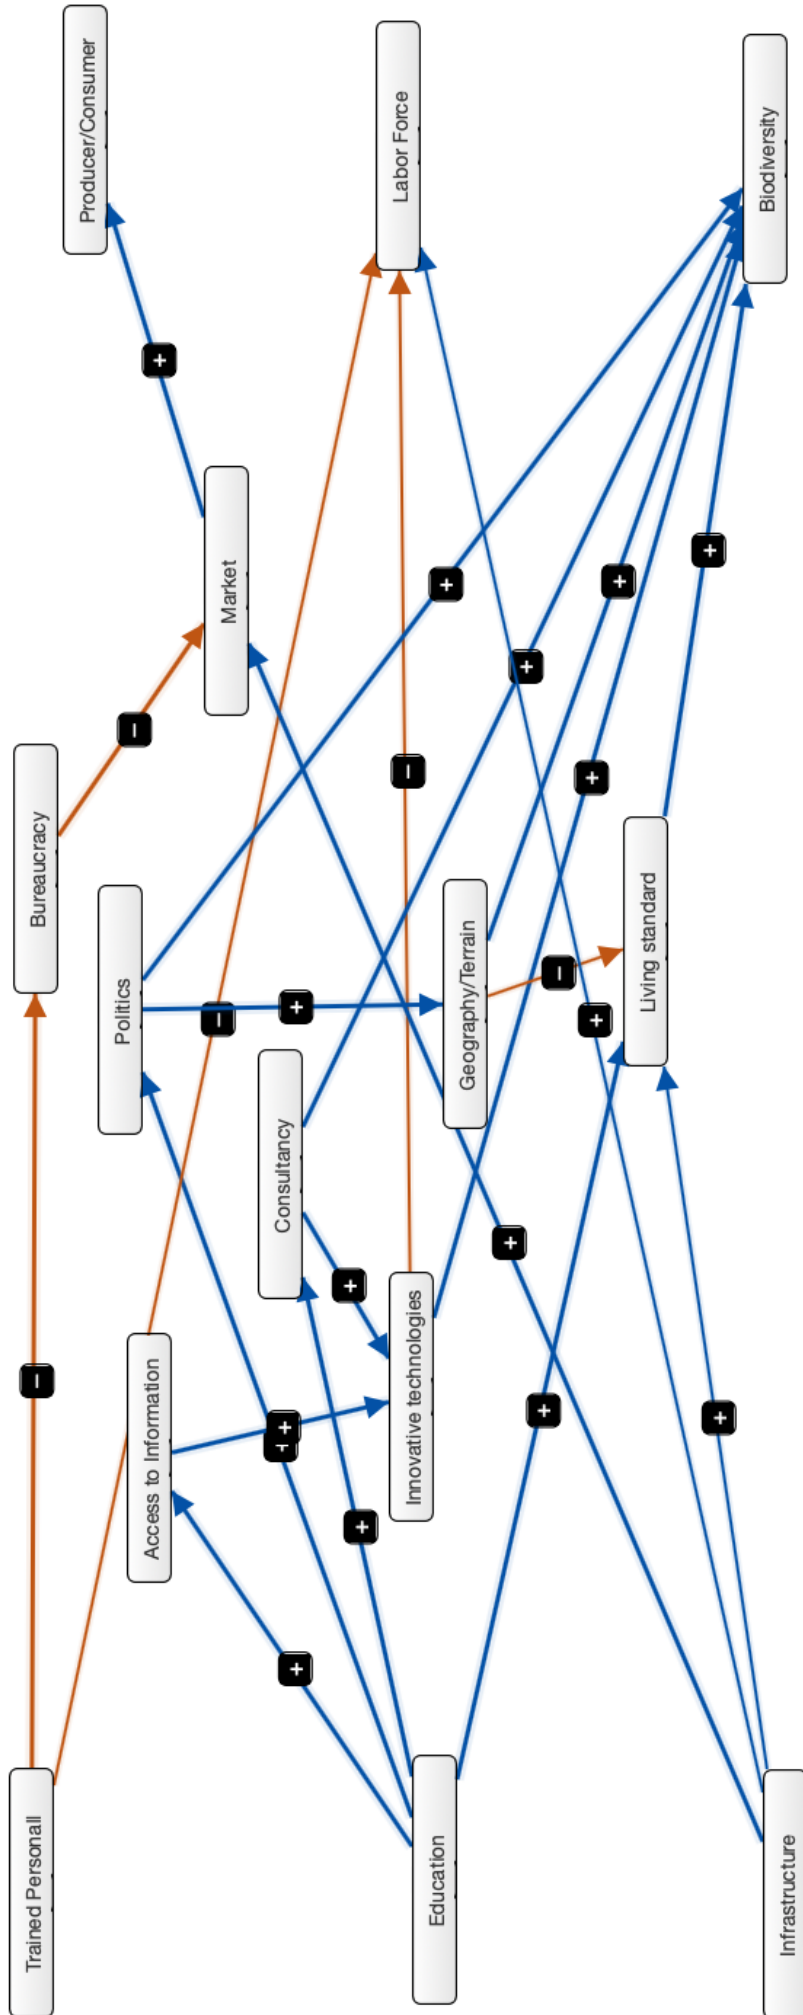 Producer/Consumer
Labor Force
Biodiversity
+
Market
+
+
+
+
−
Bureaucracy
−
+
Politics
Geography/Terrain
Living standard
−
+
−
+
Consultancy
+
+
Innovative technologies
Access to Information
−
+
+
+
+
+
+
Trained Personall
Education
Infrastructure